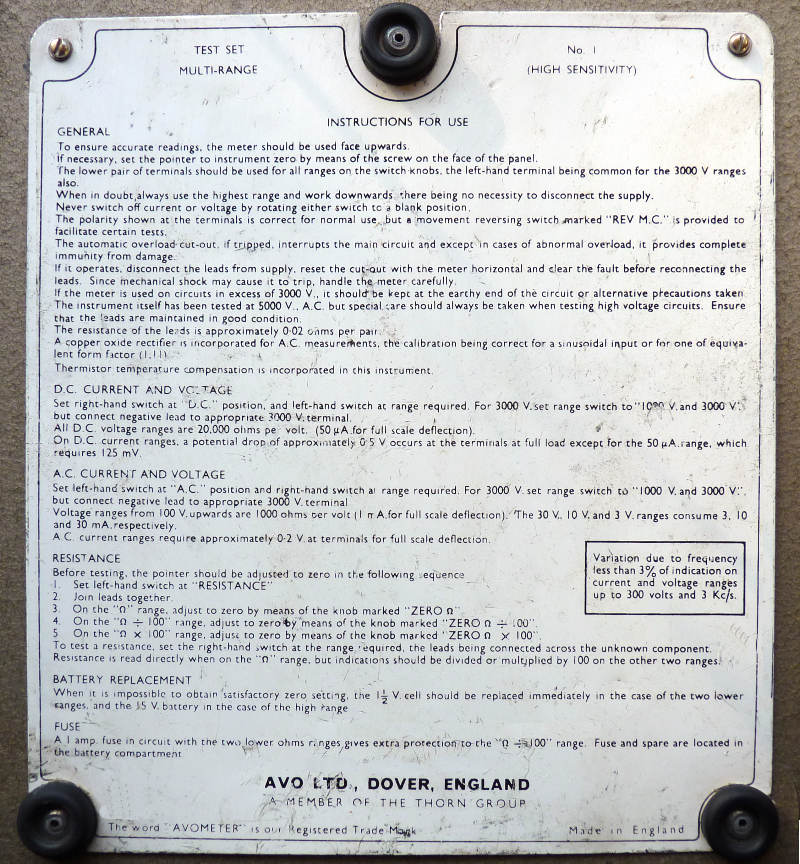 TEST SET No. 1
MULTI-RANGE (HIGH SENSITIVITY)
INSTRUCTIONS FOR USE
GENERAL
To ensure accurate readings, the meter should be used face upwards.
If necessary, set the pointer to instrument zero by means of the screw on the face of the panel.
The lower pair of terminals should be used for all ranges on the switch knobs, the left-hand terminal being common for the 3000 V ranges
also.
When in doubt always use the highest range and work downwards there being no necessity to disconnect the supply.
Never switch off current or voltage by rotating either switch to a blank position.
The polarity shown at the terminals is correct for normal use but a movement reversing switch marked "REV M.C." is provided to
facilitate certain tests.
The automatic overload cut-out, if tripped, interrupts the main circuit and except in cases of abnormal overload, it provides complete
immunity from damage.
If it operates, disconnect the leads from supply, reset the cut-out with the meter horizontal and clear the fault before reconnecting the
leads. Since mechanical shock may cause it to trip, handle the meter carefully.
If the meter is used on circuits in excess of 3000 V., it should be kept at the earthy end of the circuit or alternative precautions taken
The instrument itself has been tested at 5000 V., A.C. but special care should always be taken when testing high voltage circuits. Ensure
that the leads are maintained in good condition.
The resistance of the leads is approximately 0·02 ohms per pair.
A copper oxide rectifier is incorporated for A.C. measurements, the calibration being correct for a sinusoidal input or for one of equiva-
lent form factor (1.11)
Thermistor temperature compensation is incorporated in this instrument.
D.C. CURRENT AND VOLTAGE
Set right-hand switch at "D.C." position, and left-hand switch at range required. For 3000 V. set range switch to "1000 V. and 3000 V.".
but connect negative lead to appropriate 3000 V. terminal.
All D.C. voltage ranges are 20,000 ohms per volt. (50 µA. for full scale deflection).
On D.C. current ranges, a potential drop of approximately 0·5 V occurs at the terminals at full load except for the 50 µA. range, which
requires 125 mV.
A.C. CURRENT AND VOLTAGE
Set left-hand switch at "A.C." position and right-hand switch at range required. For 3000 V. set range switch to "1000 V. and 3000 V.".
but connect negative lead to appropriate 3000 V. terminal
Voltage ranges from 100 V. upwards are 1000 ohms per volt (1 mA. for full scale deflection). The 30 V., 10 V. and 3 V. ranges consume 3, 10
and 30 mA. respectively.
A.C. current ranges require approximately 0·2 V. at terminals for full scale deflection.
RESISTANCE
Before testing, the pointer should be adjusted to zero in the following sequence
1. Set left-hand switch at "RESISTANCE"
2. Join leads together.
3. On the "Ω" range, adjust to zero by means of the knob marked "ZERO Ω".
4. On the "Ω ÷ 100" range, adjust to zero by means of the knob marked "ZERO Ω ÷ 100".
5 On the "Ω × 100" range, adjust to zero by means of the knob marked "ZERO Ω × 100".
To test a resistance, set the right-hand switch at the range required, the leads being connected across the unknown component.
Resistance is read directly when on the "Ω" range, but indications should be divided or multiplied by 100 on the other two ranges.
Variation due to frequency
less than 3% of indication on
current and voltage ranges
up to 300 volts and 3 Kc/s.
BATTERY REPLACEMENT
When it is impossible to obtain satisfactory zero setting, the 1½ V. cell should be replaced immediately in the case of the two lower
ranges, and the 15 V. battery in the case of the high range
FUSE
A 1 amp. fuse in circuit with the two lower ohms ranges gives extra protection to the "Ω ÷ 100" range. Fuse and spare are located in
the battery compartment
AVO LTD., DOVER, ENGLAND
A MEMBER OF THE THORN GROUP
The word "AVOMETER" is our Registered Trade Mark Made in England